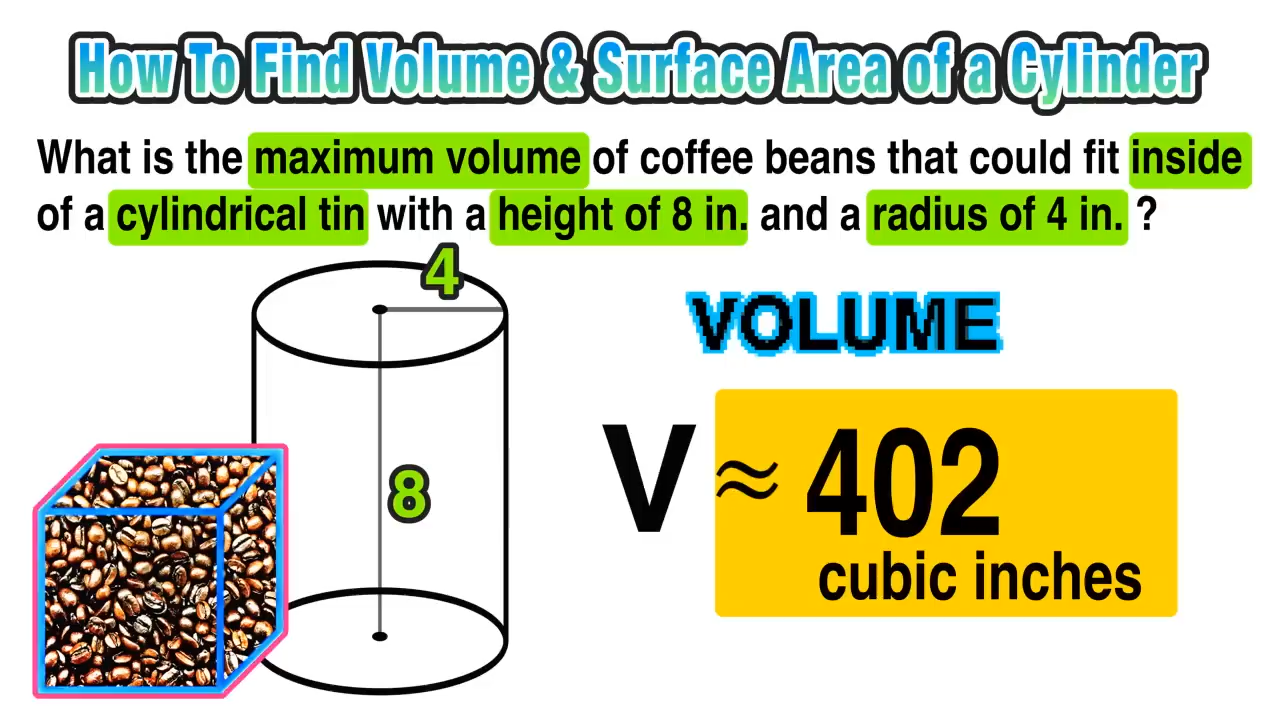 How To Find Volume & Surface Area of a Cylinder
What is the maximum volume of coffee beans that could fit inside
of a cylindrical tin with a height of 8 in. and a radius of 4 in. ?
4
VOLUME
8
V ≈ 402
cubic inches